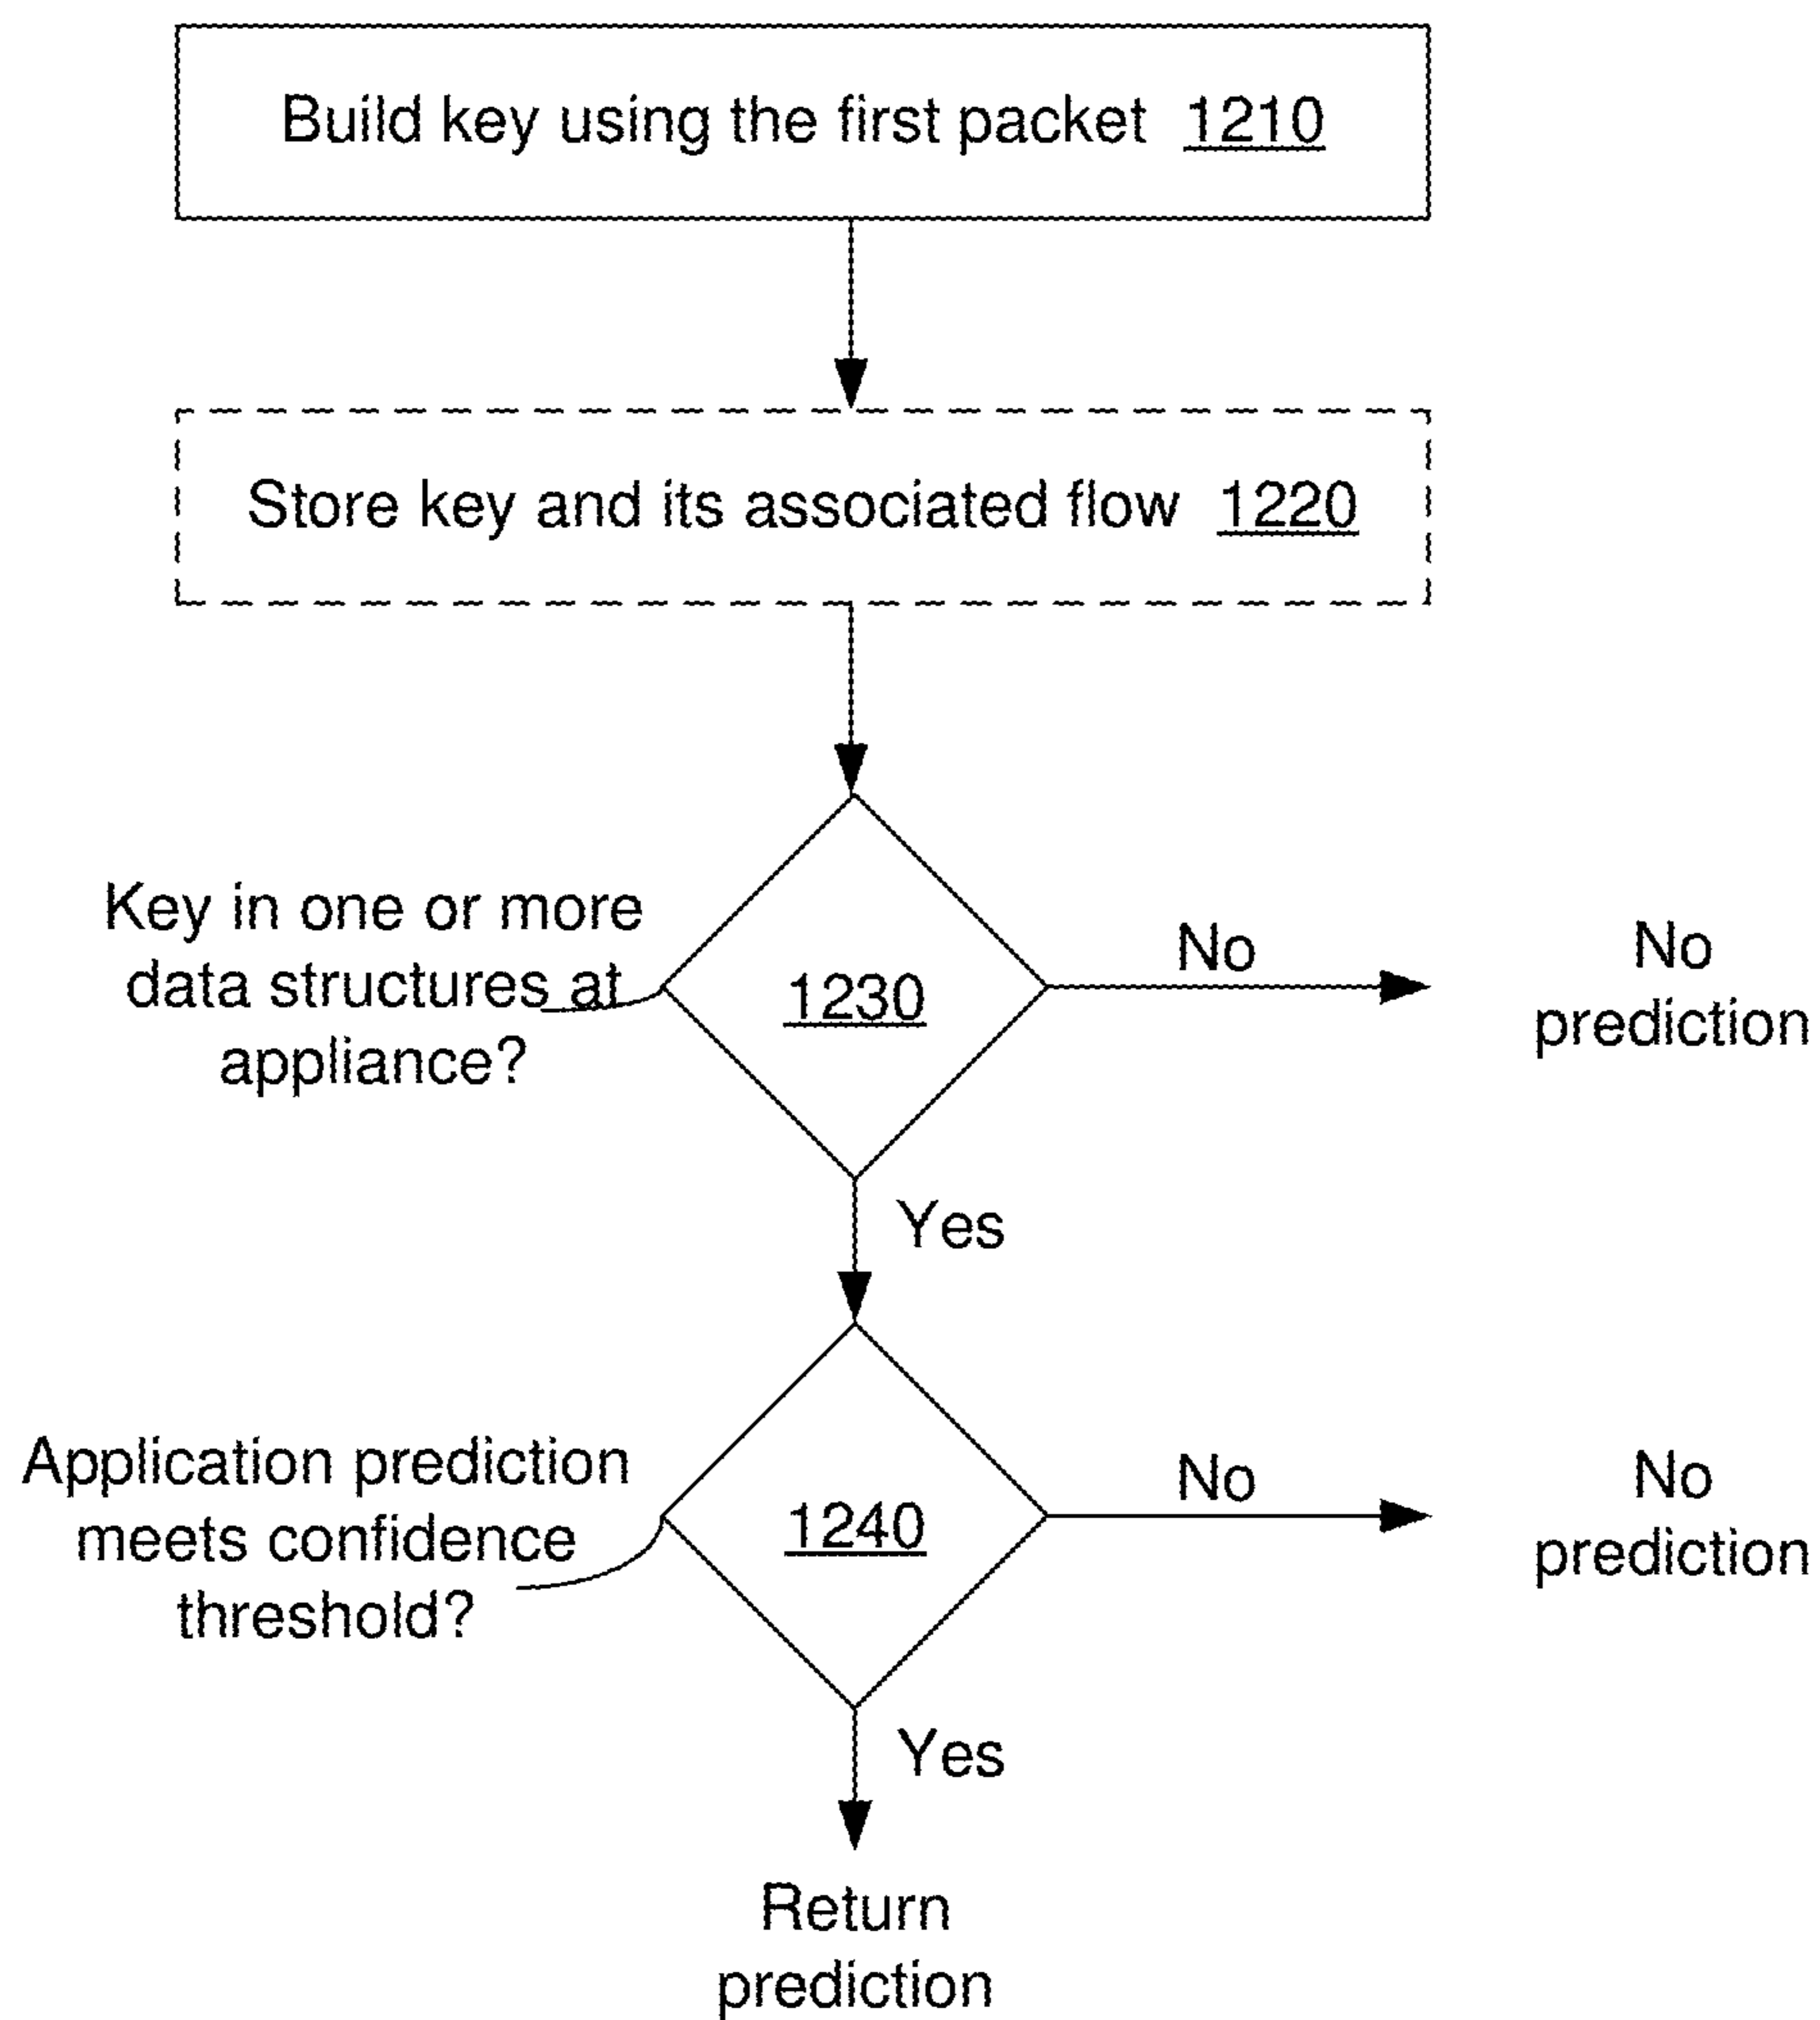 Build key using the first packet 1210
Store key and its associated flow 1220
Key in one or more
data structures at
appliance?
1230
No
No
prediction
Yes
Application prediction
meets confidence
threshold?
1240
No
No
prediction
Yes
Return
prediction